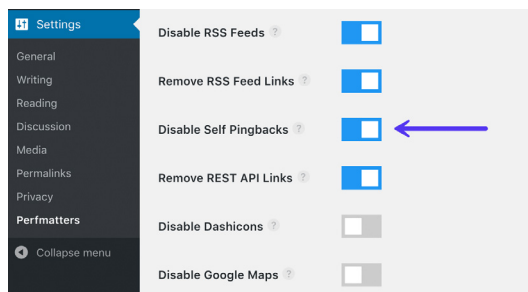 Settings
General
Writing
Reading
Discussion
Media
Permalinks
Privacy
Perfmatters
Collapse menu
Disable RSS Feeds ?
Remove RSS Feed Links ?
Disable Self Pingbacks ?
Remove REST API Links ?
Disable Dashicons ?
Disable Google Maps ?